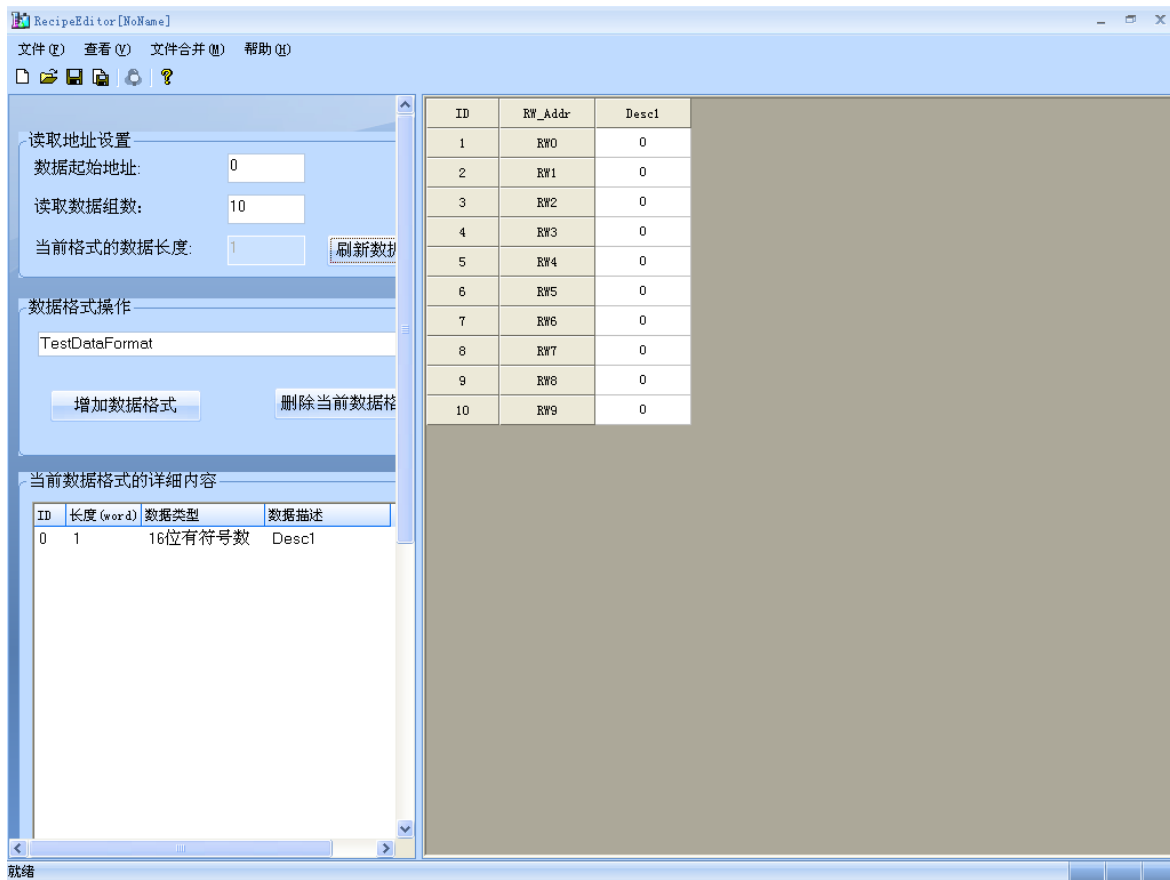 RecipeEditor[NoName]
文件(F) 查看(V) 文件合并(M) 帮助(H)
读取地址设置
数据起始地址: 0
读取数据组数: 10
当前格式的数据长度: 1 刷新数据
数据格式操作
TestDataFormat
增加数据格式 删除当前数据格
当前数据格式的详细内容
ID 长度(word) 数据类型 数据描述
0 1 16位有符号数 Desc1
ID RW_Addr Desc1
1 RW0 0
2 RW1 0
3 RW2 0
4 RW3 0
5 RW4 0
6 RW5 0
7 RW6 0
8 RW7 0
9 RW8 0
10 RW9 0
就绪